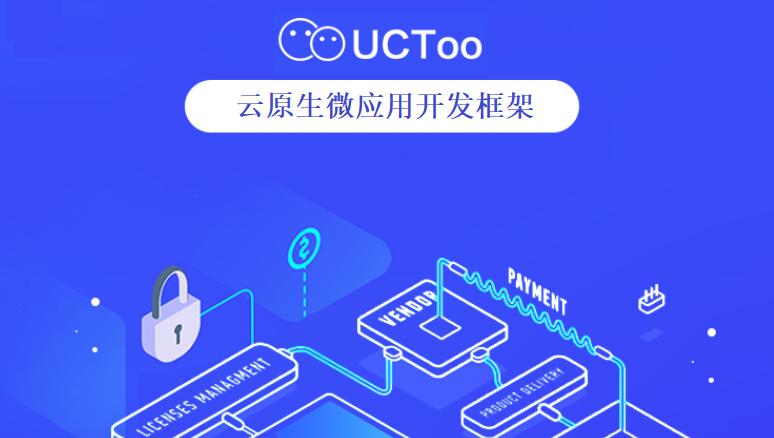 UCToo
云原生微应用开发框架
PAYMENT
VENDOR
LICENSES MANAGMENT
PRODUCT DELIVERY